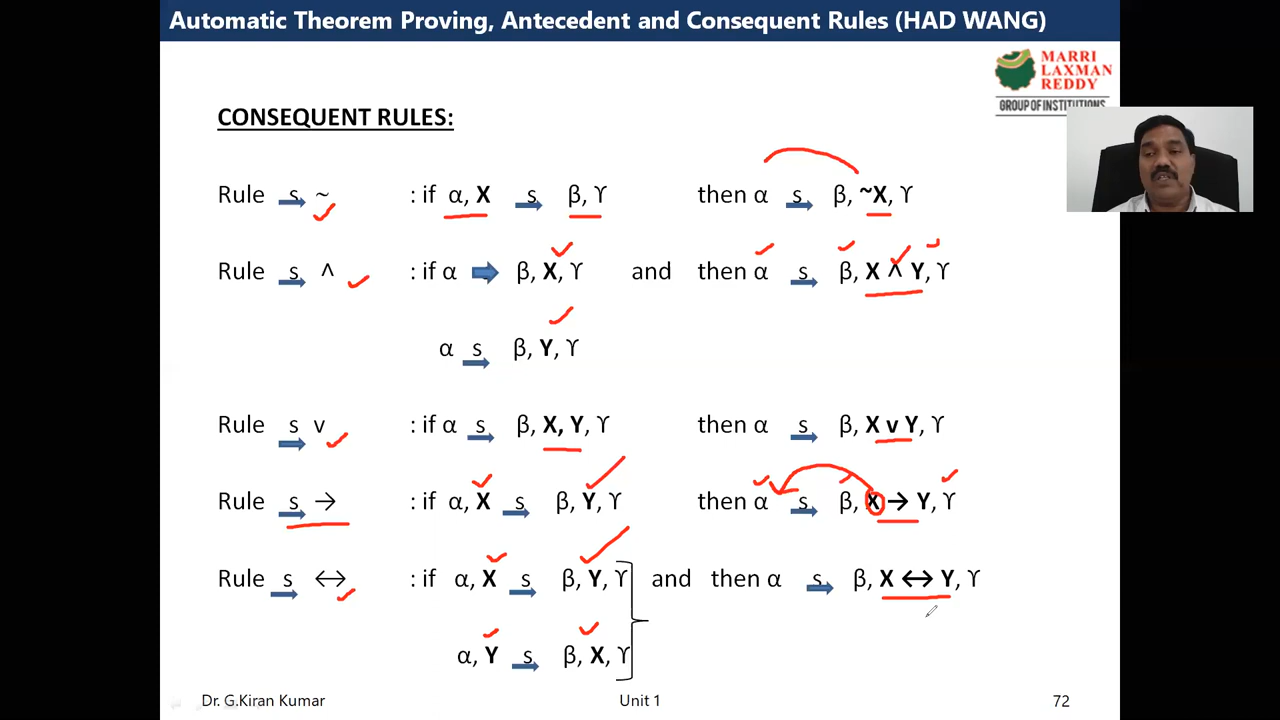 Automatic Theorem Proving, Antecedent and Consequent Rules (HAD WANG)
MARRI
LAXMAN
REDDY
GROUP OF INSTITUTIONS
CONSEQUENT RULES:
Rule s ~ : if α, X s β, ϒ then α s β, ~X, ϒ
Rule s ^ : if α β, X, ϒ and then α s β, X ^ Y, ϒ
α s β, Y, ϒ
Rule s v : if α s β, X, Y, ϒ then α s β, X v Y, ϒ
Rule s → : if α, X s β, Y, ϒ then α s β, X → Y, ϒ
Rule s ↔ : if α, X s β, Y, ϒ and then α s β, X ↔ Y, ϒ
α, Y s β, X, ϒ
Dr. G.Kiran Kumar Unit 1 72